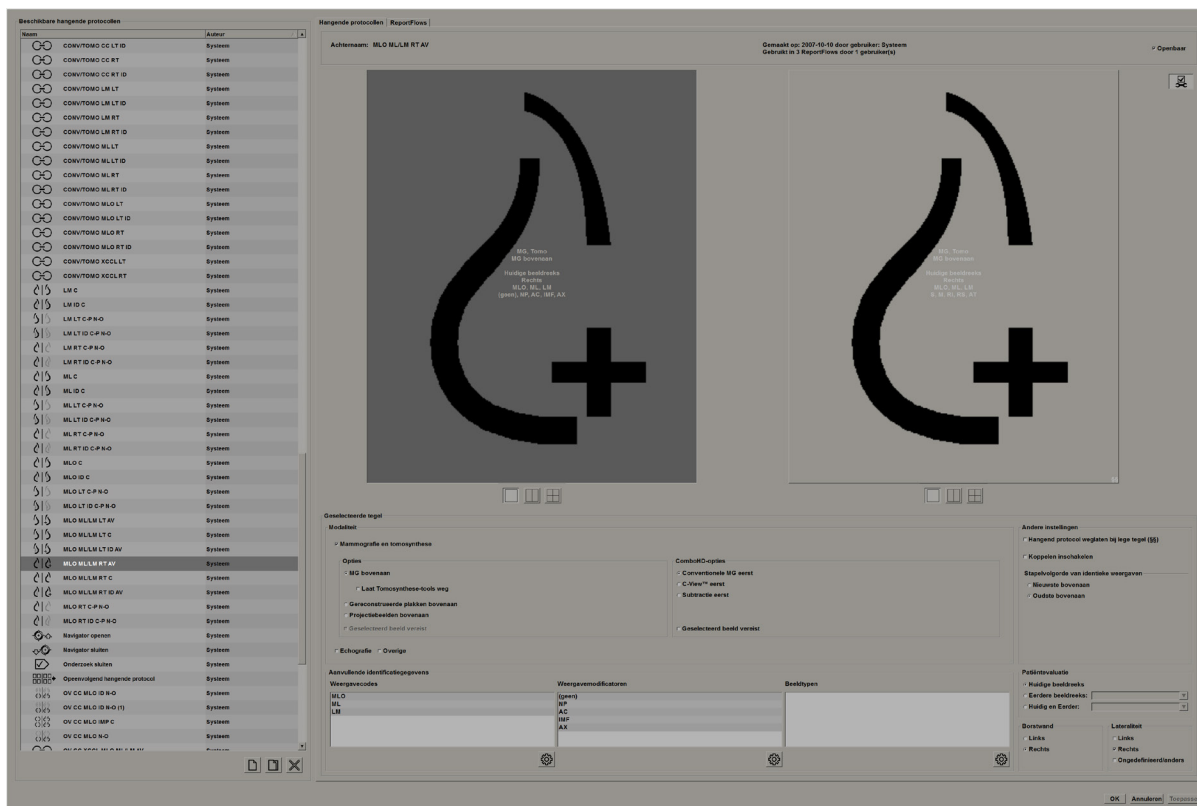 Beschikbare hangende protocollen
Naam Auteur
CONV/TOMO CC LT ID Systeem
CONV/TOMO CC RT Systeem
CONV/TOMO CC RT ID Systeem
CONV/TOMO LM LT Systeem
CONV/TOMO LM LT ID Systeem
CONV/TOMO LM RT Systeem
CONV/TOMO LM RT ID Systeem
CONV/TOMO ML LT Systeem
CONV/TOMO ML LT ID Systeem
CONV/TOMO ML RT Systeem
CONV/TOMO ML RT ID Systeem
CONV/TOMO MLO LT Systeem
CONV/TOMO MLO LT ID Systeem
CONV/TOMO MLO RT Systeem
CONV/TOMO MLO RT ID Systeem
CONV/TOMO XCCL LT Systeem
CONV/TOMO XCCL RT Systeem
LM C Systeem
LM ID C Systeem
LM LT C-P N-O Systeem
LM LT ID C-P N-O Systeem
LM RT C-P N-O Systeem
LM RT ID C-P N-O Systeem
ML C Systeem
ML ID C Systeem
ML LT C-P N-O Systeem
ML LT ID C-P N-O Systeem
ML RT C-P N-O Systeem
ML RT ID C-P N-O Systeem
MLO C Systeem
MLO ID C Systeem
MLO LT C-P N-O Systeem
MLO LT ID C-P N-O Systeem
MLO ML/LM LT AV Systeem
MLO ML/LM LT C Systeem
MLO ML/LM LT ID AV Systeem
MLO ML/LM RT AV Systeem
MLO ML/LM RT C Systeem
MLO ML/LM RT ID AV Systeem
MLO RT C-P N-O Systeem
MLO RT ID C-P N-O Systeem
Navigator openen Systeem
Navigator sluiten Systeem
Onderzoek sluiten Systeem
Opeenvolgend hangende protocol Systeem
OV CC MLO ID N-O Systeem
OV CC MLO ID N-O (1) Systeem
OV CC MLO IMP C Systeem
OV CC MLO N-O Systeem
Hangende protocollen ReportFlows
Achternaam: MLO ML/LM RT AV
Gemaakt op: 2007-10-10 door gebruiker: Systeem
Gebruikt in 3 ReportFlows door 1 gebruiker(s)
Openbaar
MG, Tomo
MG bovenaan
Huidige beeldreeks
Rechts
MLO, ML, LM
(geen), NP, AC, IMF, AX
MG, Tomo
MG bovenaan
Huidige beeldreeks
Rechts
MLO, ML, LM
Geselecteerde tegel
Modaliteit
Mammografie en tomosynthese
Opties
MG bovenaan
Laat Tomosynthese-tools weg
Gereconstrueerde plakken bovenaan
Projectiebeelden bovenaan
Geselecteerd beeld vereist
ComboHD-opties
Conventionele MG eerst
C-View™ eerst
Subtractie eerst
Geselecteerd beeld vereist
Echografie Overige
Andere instellingen
Hangend protocol weglaten bij lege tegel (§§)
Koppelen inschakelen
Stapelvolgorde van identieke weergaven
Nieuwste bovenaan
Oudste bovenaan
Aanvullende identificatiegegevens
Weergavecodes Weergavemodificatoren Beeldtypen
MLO
ML
LM
(geen)
NP
AC
IMF
AX
Patiëntevaluatie
Huidige beeldreeks
Eerdere beeldreeks:
Huidig en Eerder:
Borstwand
Links
Rechts
Lateraliteit
Links
Rechts
Ongedefinieerd/anders
OK Annuleren